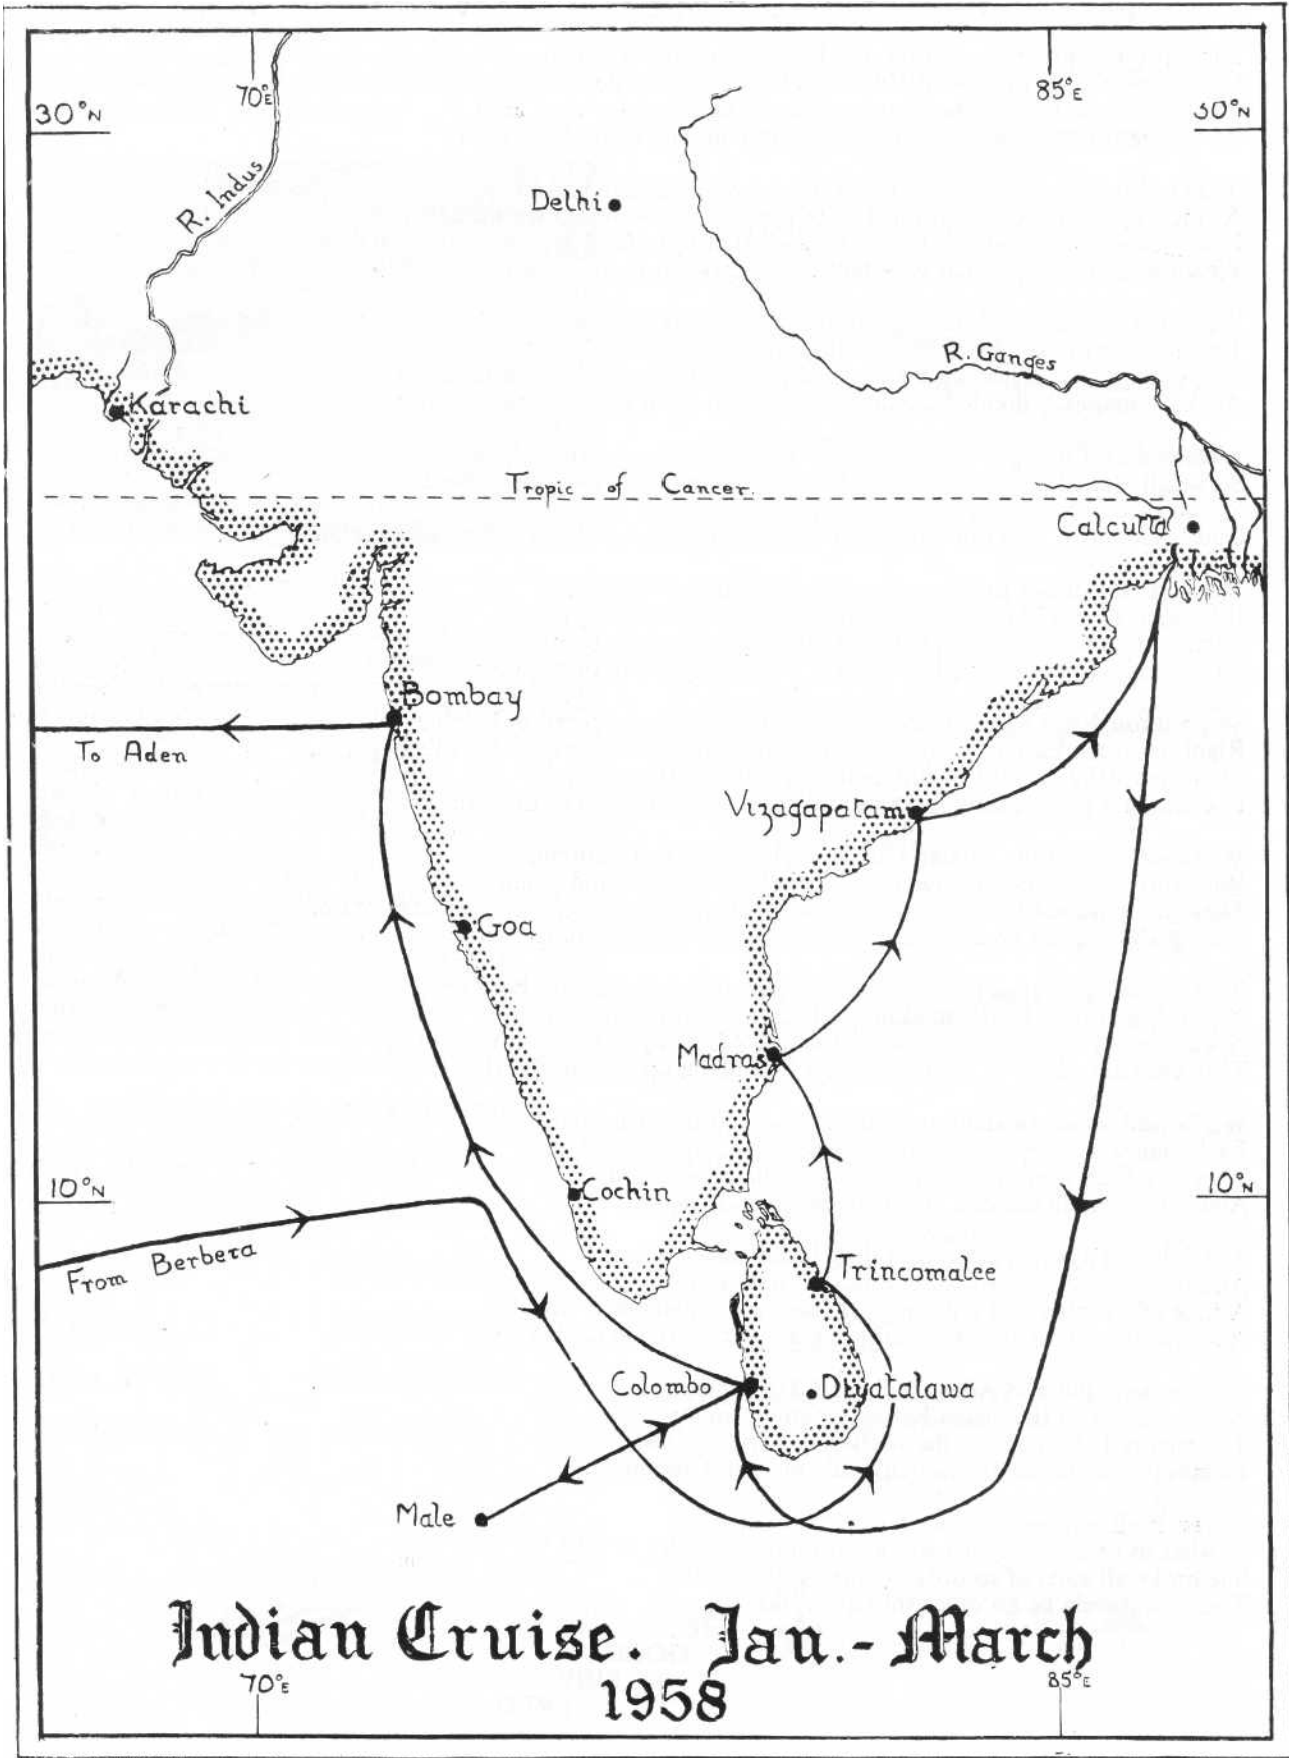 70°E
85°E
30°N
30°N
R. Indus
Delhi
R. Ganges
Karachi
Tropic of Cancer
Calcutta
Bombay
To Aden
Vizagapatam
Goa
Madras
10°N
Cochin
10°N
From Berbera
Trincomalee
Colombo
Diyatalawa
Male
Indian Cruise. Jan. - March
1958
70°E
85°E